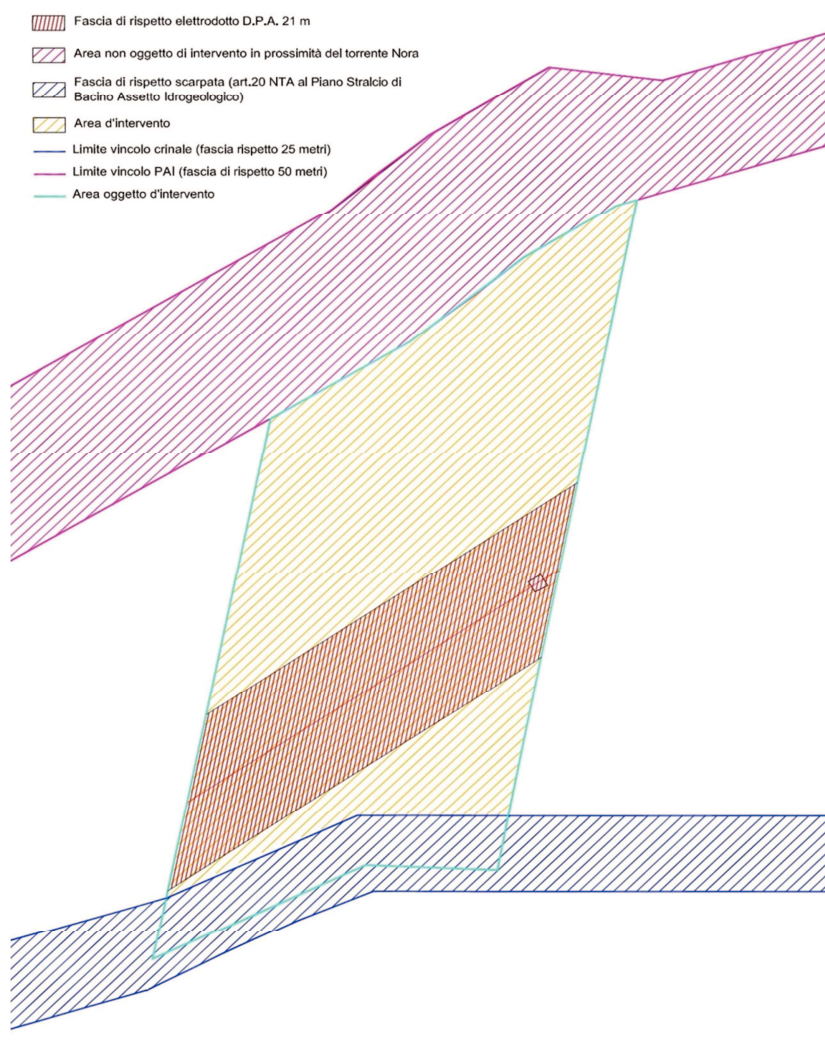 Fascia di rispetto elettrodotto D.P.A. 21 m
Area non oggetto di intervento in prossimità del torrente Nora
Fascia di rispetto scarpata (art.20 NTA al Piano Stralcio di
Bacino Assetto Idrogeologico)
Area d'intervento
Limite vincolo crinale (fascia rispetto 25 metri)
Limite vincolo PAI (fascia di rispetto 50 metri)
Area oggetto d'intervento